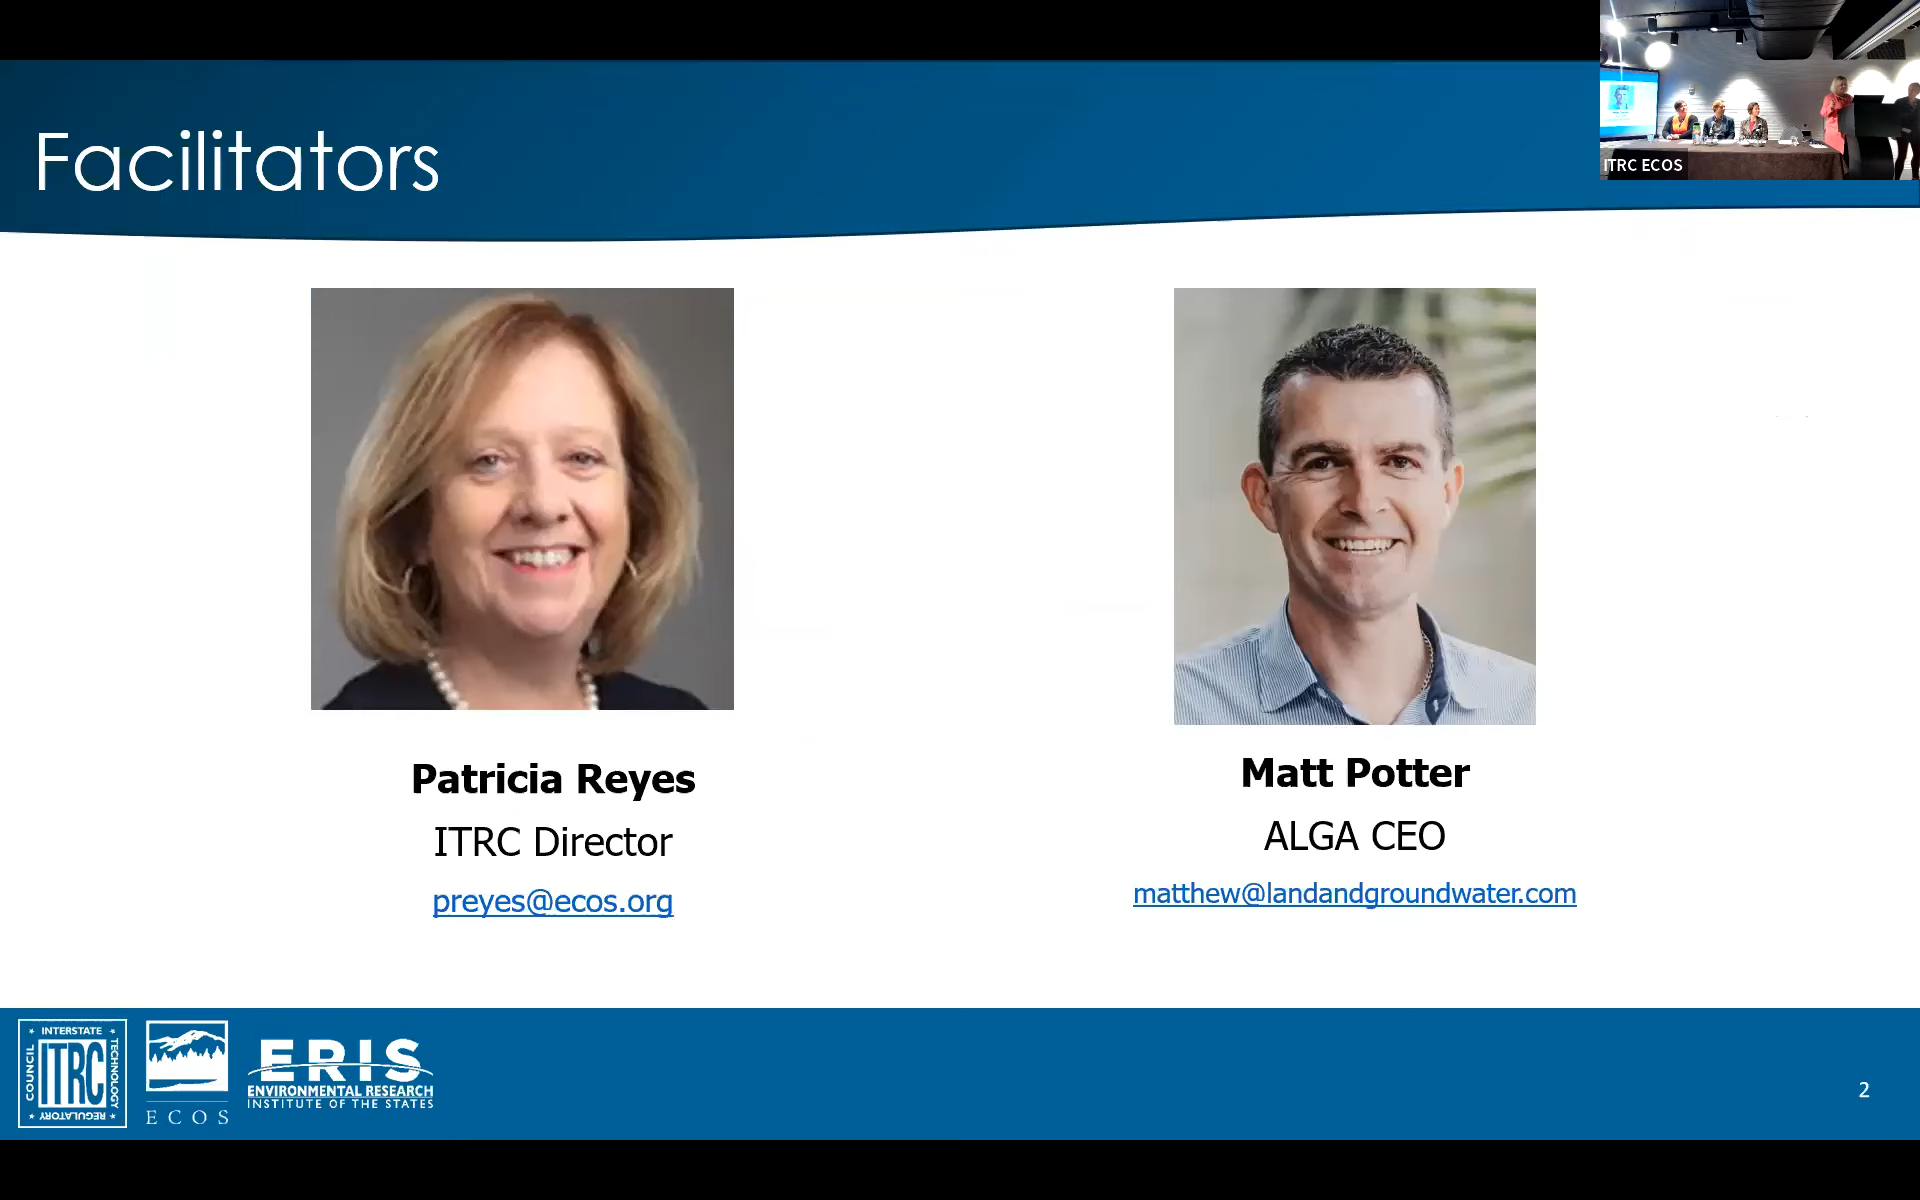 Facilitators
ITRC ECOS
Patricia Reyes
ITRC Director
preyes@ecos.org
Matt Potter
ALGA CEO
matthew@landandgroundwater.com
INTERSTATE
TECHNOLOGY
REGULATORY
COUNCIL
ITRC
ECOS
ERIS
ENVIRONMENTAL RESEARCH
INSTITUTE OF THE STATES
2